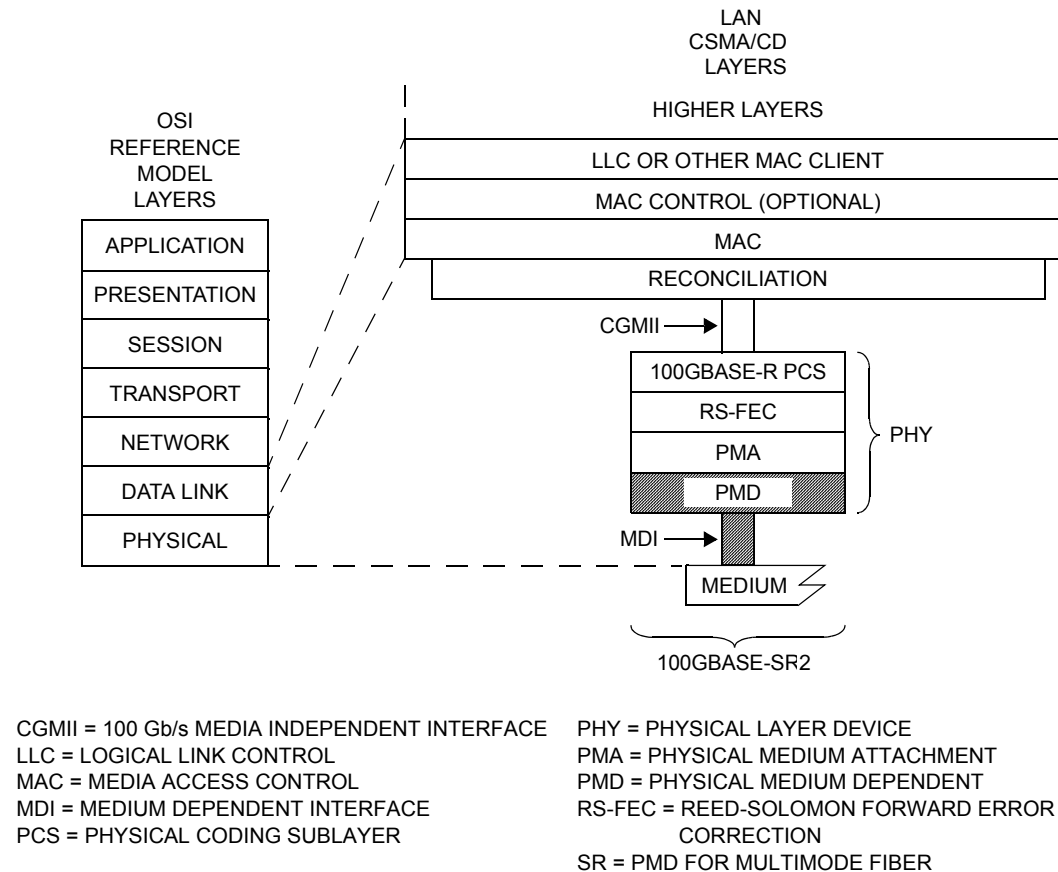 LAN
CSMA/CD
LAYERS
OSI
REFERENCE
MODEL
LAYERS
HIGHER LAYERS
LLC OR OTHER MAC CLIENT
MAC CONTROL (OPTIONAL)
MAC
RECONCILIATION
APPLICATION
PRESENTATION
SESSION
TRANSPORT
NETWORK
DATA LINK
PHYSICAL
CGMII
100GBASE-R PCS
RS-FEC
PMA
PMD
PHY
MDI
MEDIUM
100GBASE-SR2
CGMII = 100 Gb/s MEDIA INDEPENDENT INTERFACE
LLC = LOGICAL LINK CONTROL
MAC = MEDIA ACCESS CONTROL
MDI = MEDIUM DEPENDENT INTERFACE
PCS = PHYSICAL CODING SUBLAYER
PHY = PHYSICAL LAYER DEVICE
PMA = PHYSICAL MEDIUM ATTACHMENT
PMD = PHYSICAL MEDIUM DEPENDENT
RS-FEC = REED-SOLOMON FORWARD ERROR
CORRECTION
SR = PMD FOR MULTIMODE FIBER